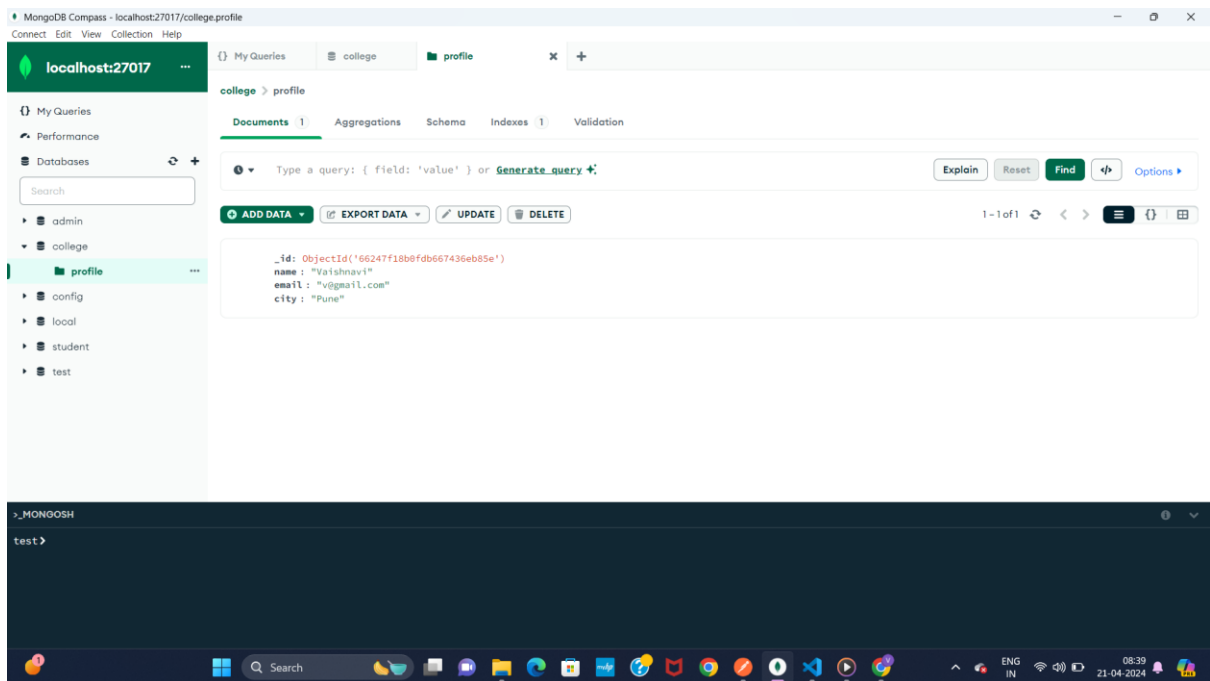 MongoDB Compass - localhost:27017/college.profile
Connect Edit View Collection Help
localhost:27017 ...
{} My Queries
college
profile
college > profile
Documents 1 Aggregations Schema Indexes 1 Validation
Type a query: { field: 'value' } or Generate query
Explain Reset Find </> Options
ADD DATA EXPORT DATA UPDATE DELETE
1 – 1 of 1
{}
_id: ObjectId('66247f18b0fdb667436eb85e')
name : "Vaishnavi"
email : "v@gmail.com"
city : "Pune"
{} My Queries
Performance
Databases
Search
admin
college
profile ...
config
local
student
test
>_MONGOSH
test>
1
Search
ENG
IN
08:39
21-04-2024